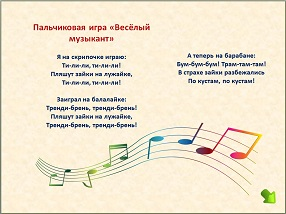 Пальчиковая игра «Весёлый
музыкант»
Я на скрипочке играю:
Ти-ли-ли, ти-ли-ли!
Пляшут зайки на лужайке,
Ти-ли-ли, ти-ли-ли!
Заиграл на балалайке:
Тренди-брень, тренди-брень!
Пляшут зайки на лужайке,
Тренди-брень, тренди-брень!
А теперь на барабане:
Бум-бум-бум! Трам-там-там!
В страхе зайки разбежались
По кустам, по кустам!